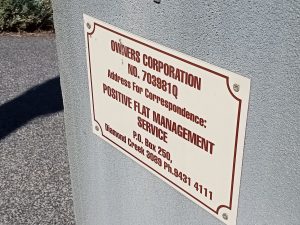 OWNERS CORPORATION
NO. 703981Q
Address For Correspondence:
POSITIVE FLAT MANAGEMENT
SERVICE
P.O. Box 250,
Diamond Creek 3089 Ph.9431 4111